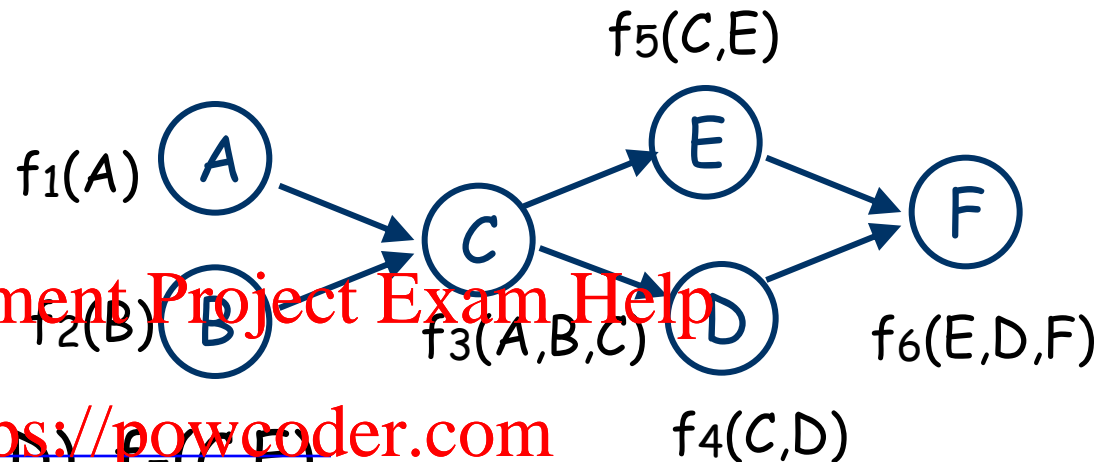 f5(C,E)
E
A
f1(A)
F
C
ment Project Exam Help
f2(B)
B
f3(A,B,C)
D
f6(E,D,F)
f4(C,D)
ps://powcoder.com